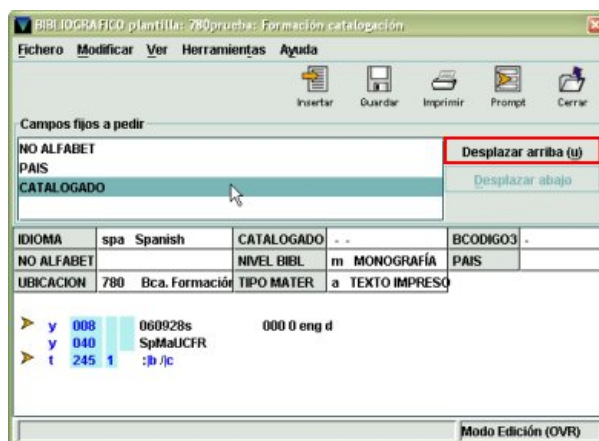 BIBLIOGRAFICO plantilla: 780prueba: Formación catalogación
Fichero Modificar Ver Herramientas Ayuda
Insertar Guardar Imprimir Prompt Cerrar
Campos fijos a pedir
NO ALFABET
PAIS
CATALOGADO
Desplazar arriba (u)
Desplazar abajo
IDIOMA spa Spanish CATALOGADO - - BCODIGO3 -
NO ALFABET NIVEL BIBL m MONOGRAFÍA PAIS
UBICACION 780 Bca. Formación TIPO MATER a TEXTO IMPRESO
y 008 060928s 000 0 eng d
y 040 SpMaUCFR
t 245 1 :|b /|c
Modo Edición (OVR)